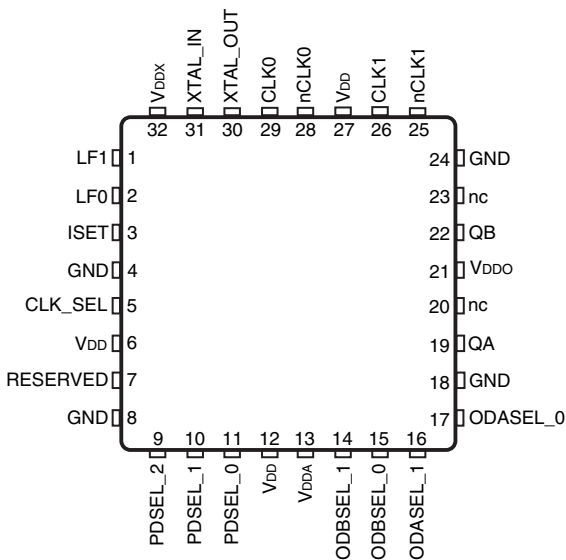 VDDX
XTAL_IN
XTAL_OUT
CLK0
nCLK0
VDD
CLK1
nCLK1
32 31 30 29 28 27 26 25
LF1 1
LF0 2
ISET 3
GND 4
CLK_SEL 5
VDD 6
RESERVED 7
GND 8
24 GND
23 nc
22 QB
21 VDDO
20 nc
19 QA
18 GND
17 ODASEL_0
9 10 11 12 13 14 15 16
PDSEL_2
PDSEL_1
PDSEL_0
VDD
VDDA
ODBSEL_1
ODBSEL_0
ODASEL_1